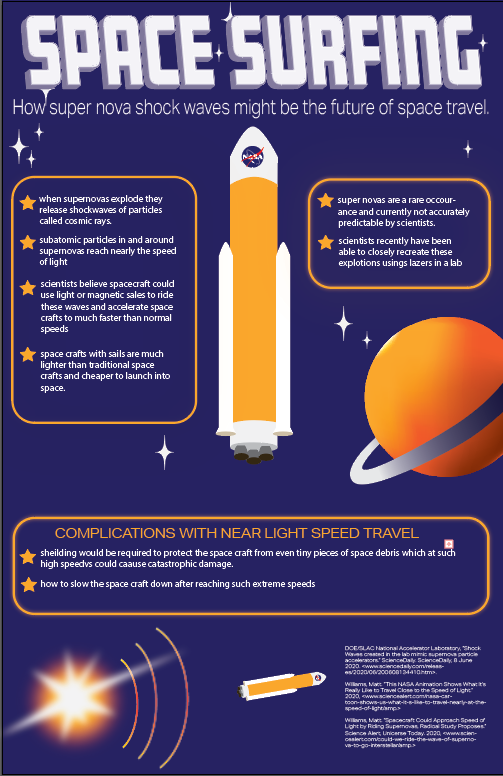 SPACE SURFING
How super nova shock waves might be the future of space travel.
NASA
when supernovas explode they
release shockwaves of particles
called cosmic rays.
subatomic particles in and around
supernovas reach nearly the speed
of light
scientists believe spacecraft could
use light or magnetic sales to ride
these waves and accelerate space
crafts to much faster than normal
speeds
space crafts with sails are much
lighter than traditional space
crafts and cheaper to launch into
space.
super novas are a rare occour-
ance and currently not accurately
predictable by scientists.
scientists recently have been
able to closely recreate these
explotions usings lazers in a lab
COMPLICATIONS WITH NEAR LIGHT SPEED TRAVEL
sheilding would be required to protect the space craft from even tiny pieces of space debris which at such
high speedvs could caause catastrophic damage.
how to slow the space craft down after reaching such extreme speeds
DOE/SLAC National Accelerator Laboratory, "Shock
Waves created in the lab mimic supernova particle
accelerators." ScienceDaily. ScienceDaily, 8 June
2020. <www.sciencedaily.com/releas-
Williams, Matt. "This NASA Animation Shows What It's
Really Like to Travel Close to the Speed of Light."
2020, <www.sciencealert.com/nasa-car-
toon-shows-us-what-it-s-like-to-travel-nearly-at-the-
speed-of-light/amp.>
Williams, Matt. "Spacecraft Could Approach Speed of
Light by Riding Supernovas, Radical Study Proposes."
Science Alert, Universe Today. 2020, <www.scien-
cealert.com/could-we-ride-the-wave-of-superno-
va-to-go-interstellar/amp.>